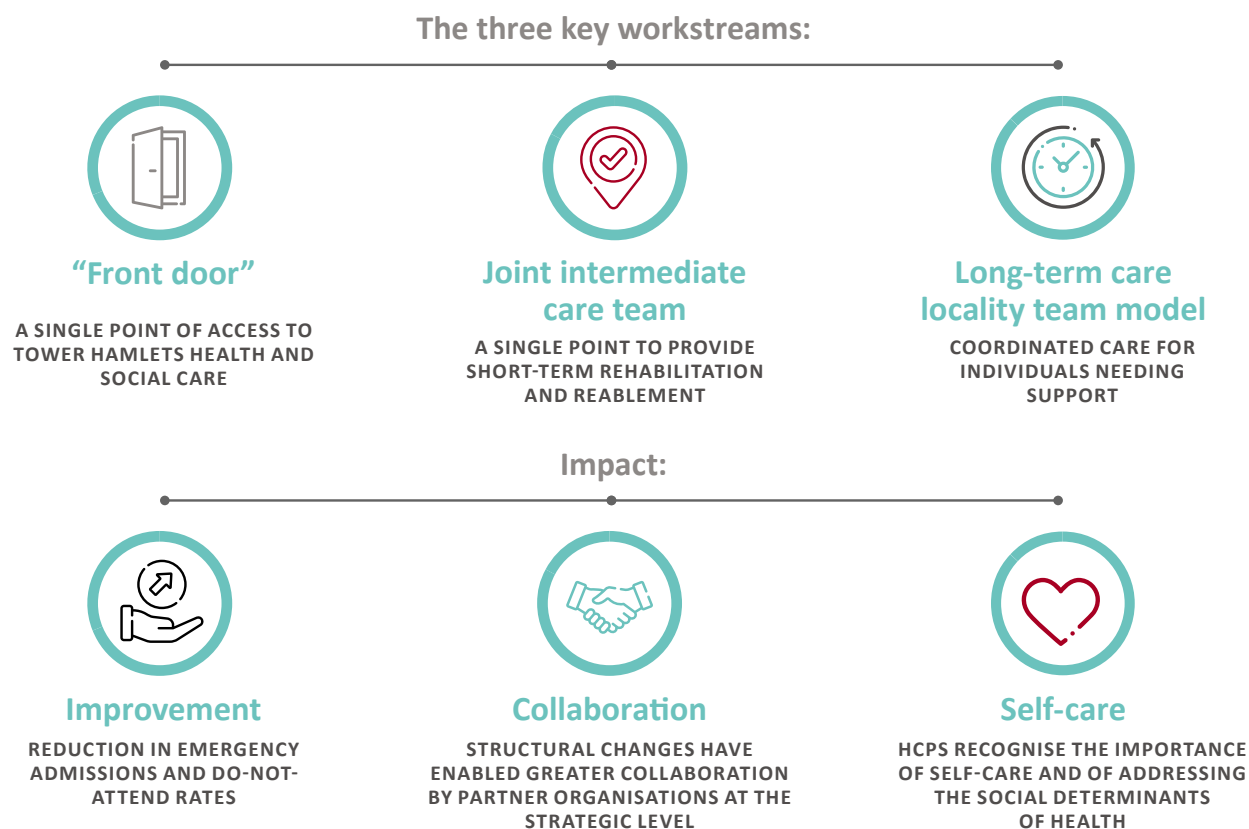 The three key workstreams:
“Front door”
A SINGLE POINT OF ACCESS TO
TOWER HAMLETS HEALTH AND
SOCIAL CARE
Joint intermediate
care team
A SINGLE POINT TO PROVIDE
SHORT-TERM REHABILITATION
AND REABLEMENT
Long-term care
locality team model
COORDINATED CARE FOR
INDIVIDUALS NEEDING
SUPPORT
Impact:
Improvement
REDUCTION IN EMERGENCY
ADMISSIONS AND DO-NOT-
ATTEND RATES
Collaboration
STRUCTURAL CHANGES HAVE
ENABLED GREATER COLLABORATION
BY PARTNER ORGANISATIONS AT THE
STRATEGIC LEVEL
Self-care
HCPS RECOGNISE THE IMPORTANCE
OF SELF-CARE AND OF ADDRESSING
THE SOCIAL DETERMINANTS
OF HEALTH